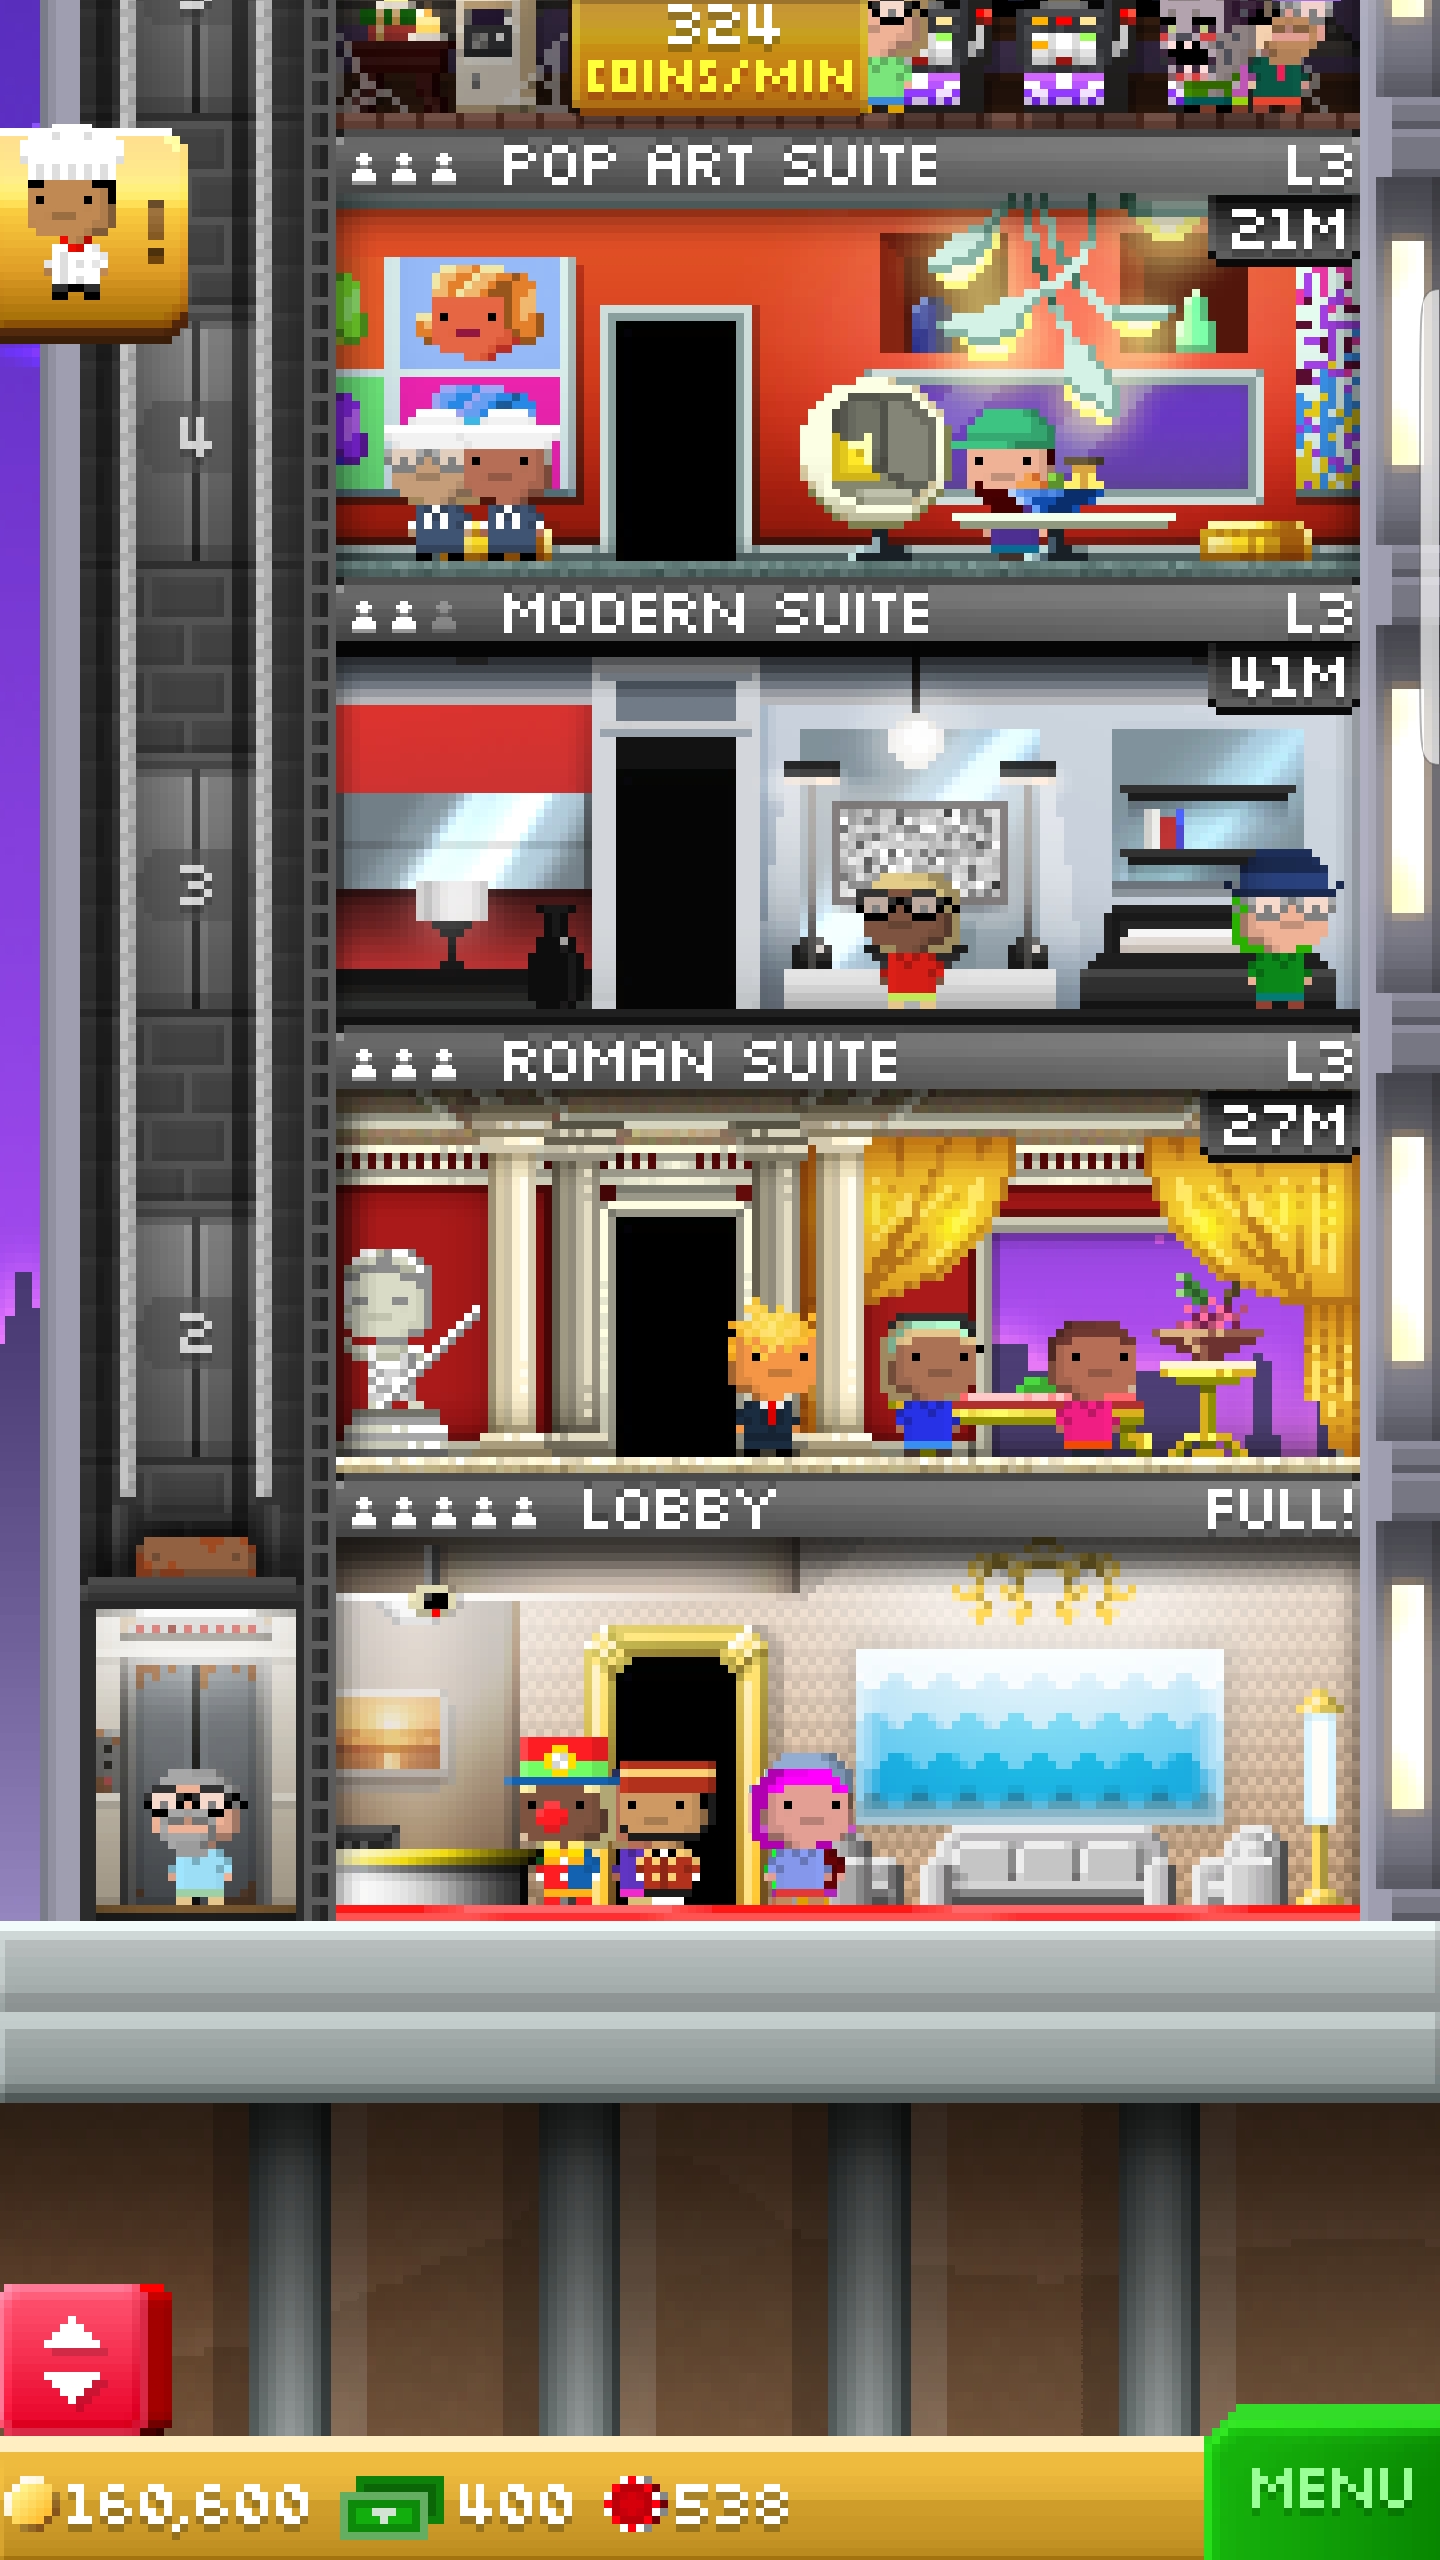 324
COINS/MIN
POP ART SUITE L3
21M
!
4
MODERN SUITE L3
41M
3
ROMAN SUITE L3
27M
2
LOBBY FULL!
160,600 400 538
MENU